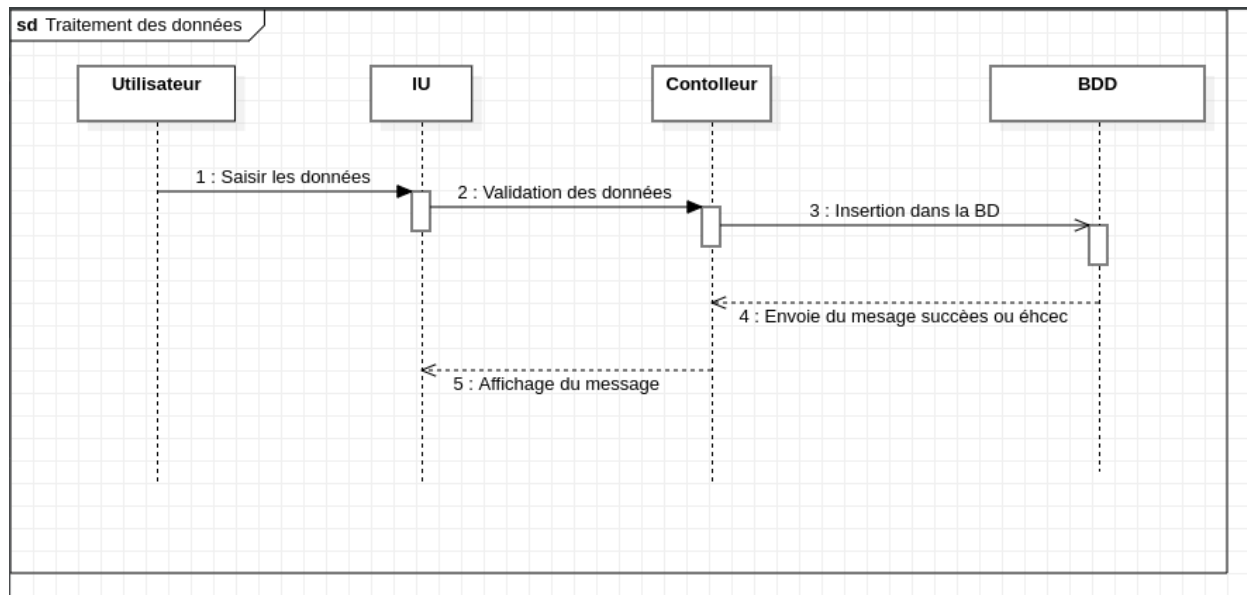 sd Traitement des données
Utilisateur
IU
Contolleur
BDD
1 : Saisir les données
2 : Validation des données
3 : Insertion dans la BD
4 : Envoie du mesage succèes ou éhcec
5 : Affichage du message